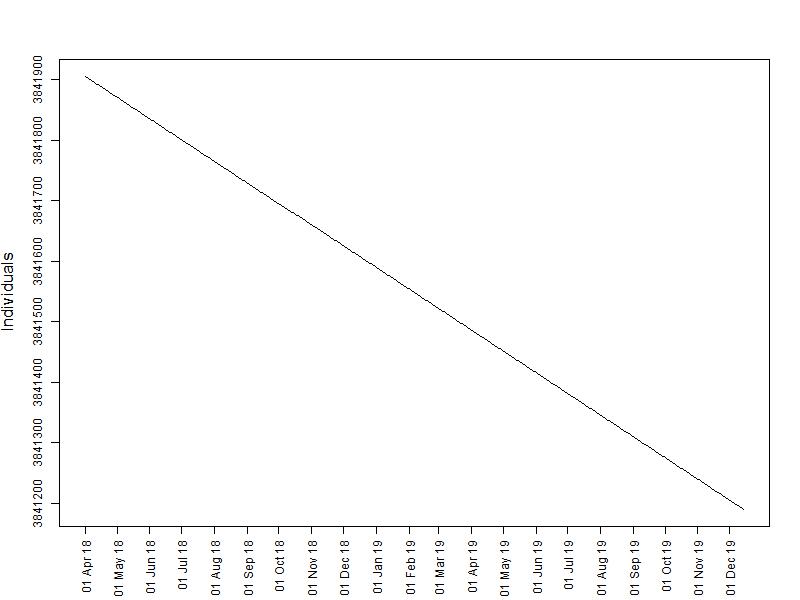 Individuals
3841900
3841800
3841700
3841600
3841500
3841400
3841300
3841200
01 Apr 18
01 May 18
01 Jun 18
01 Jul 18
01 Aug 18
01 Sep 18
01 Oct 18
01 Nov 18
01 Dec 18
01 Jan 19
01 Feb 19
01 Mar 19
01 Apr 19
01 May 19
01 Jun 19
01 Jul 19
01 Aug 19
01 Sep 19
01 Oct 19
01 Nov 19
01 Dec 19